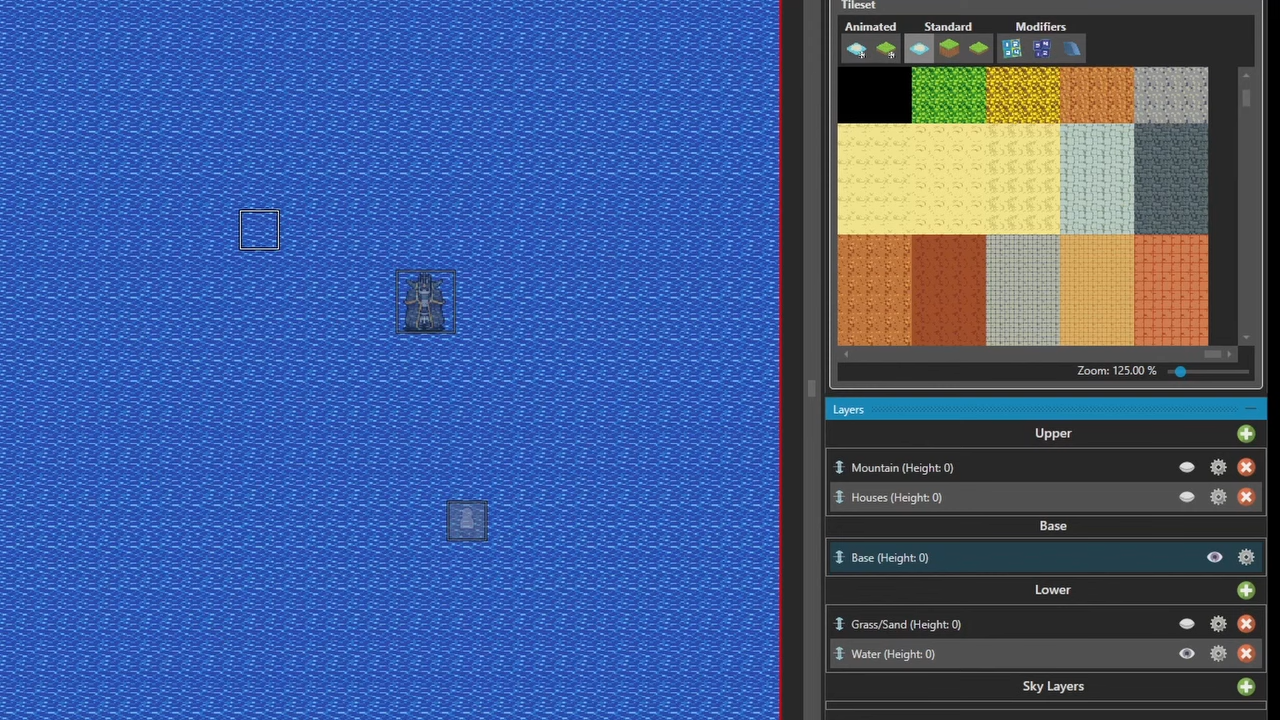 Tileset
Animated Standard Modifiers
Zoom: 125.00 %
Layers
Upper
Mountain (Height: 0)
Houses (Height: 0)
Base
Base (Height: 0)
Lower
Grass/Sand (Height: 0)
Water (Height: 0)
Sky Layers